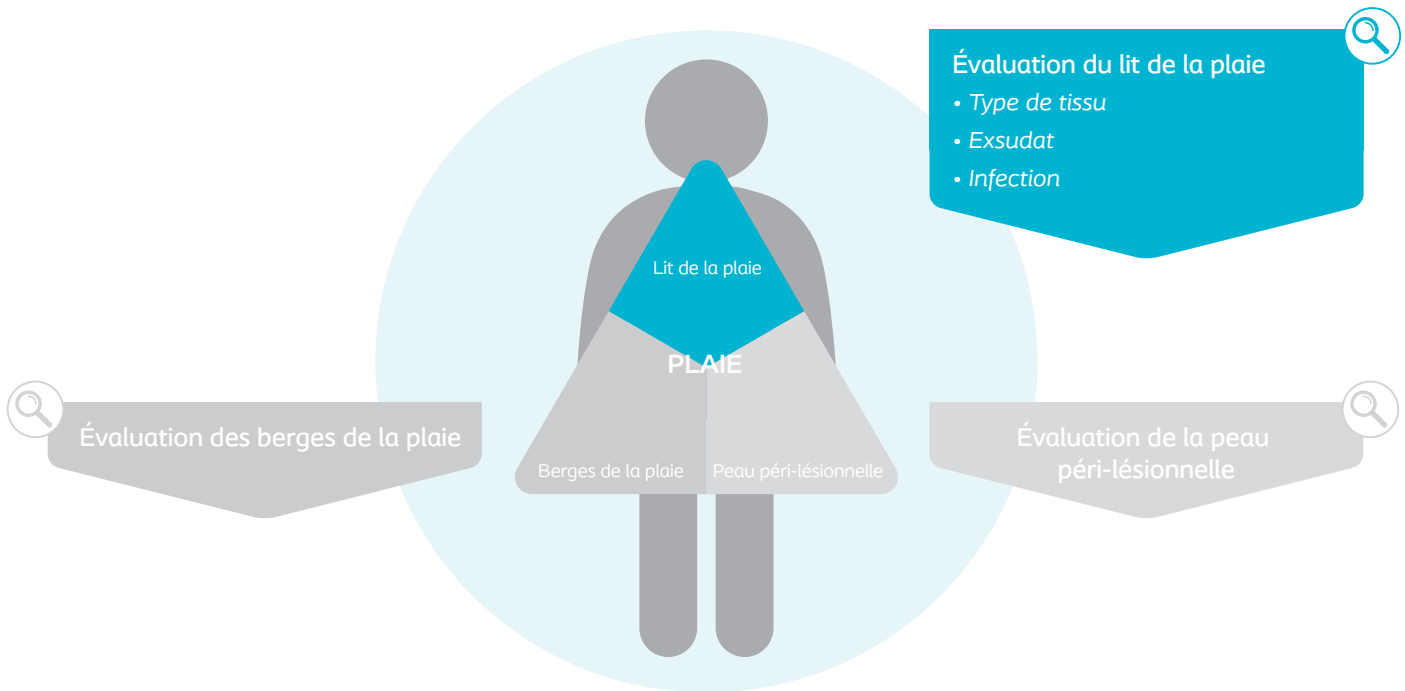 Évaluation du lit de la plaie
• Type de tissu
• Exsudat
• Infection
Lit de la plaie
PLAIE
Évaluation des berges de la plaie
Évaluation de la peau
péri-lésionnelle
Berges de la plaie
Peau péri-lésionnelle